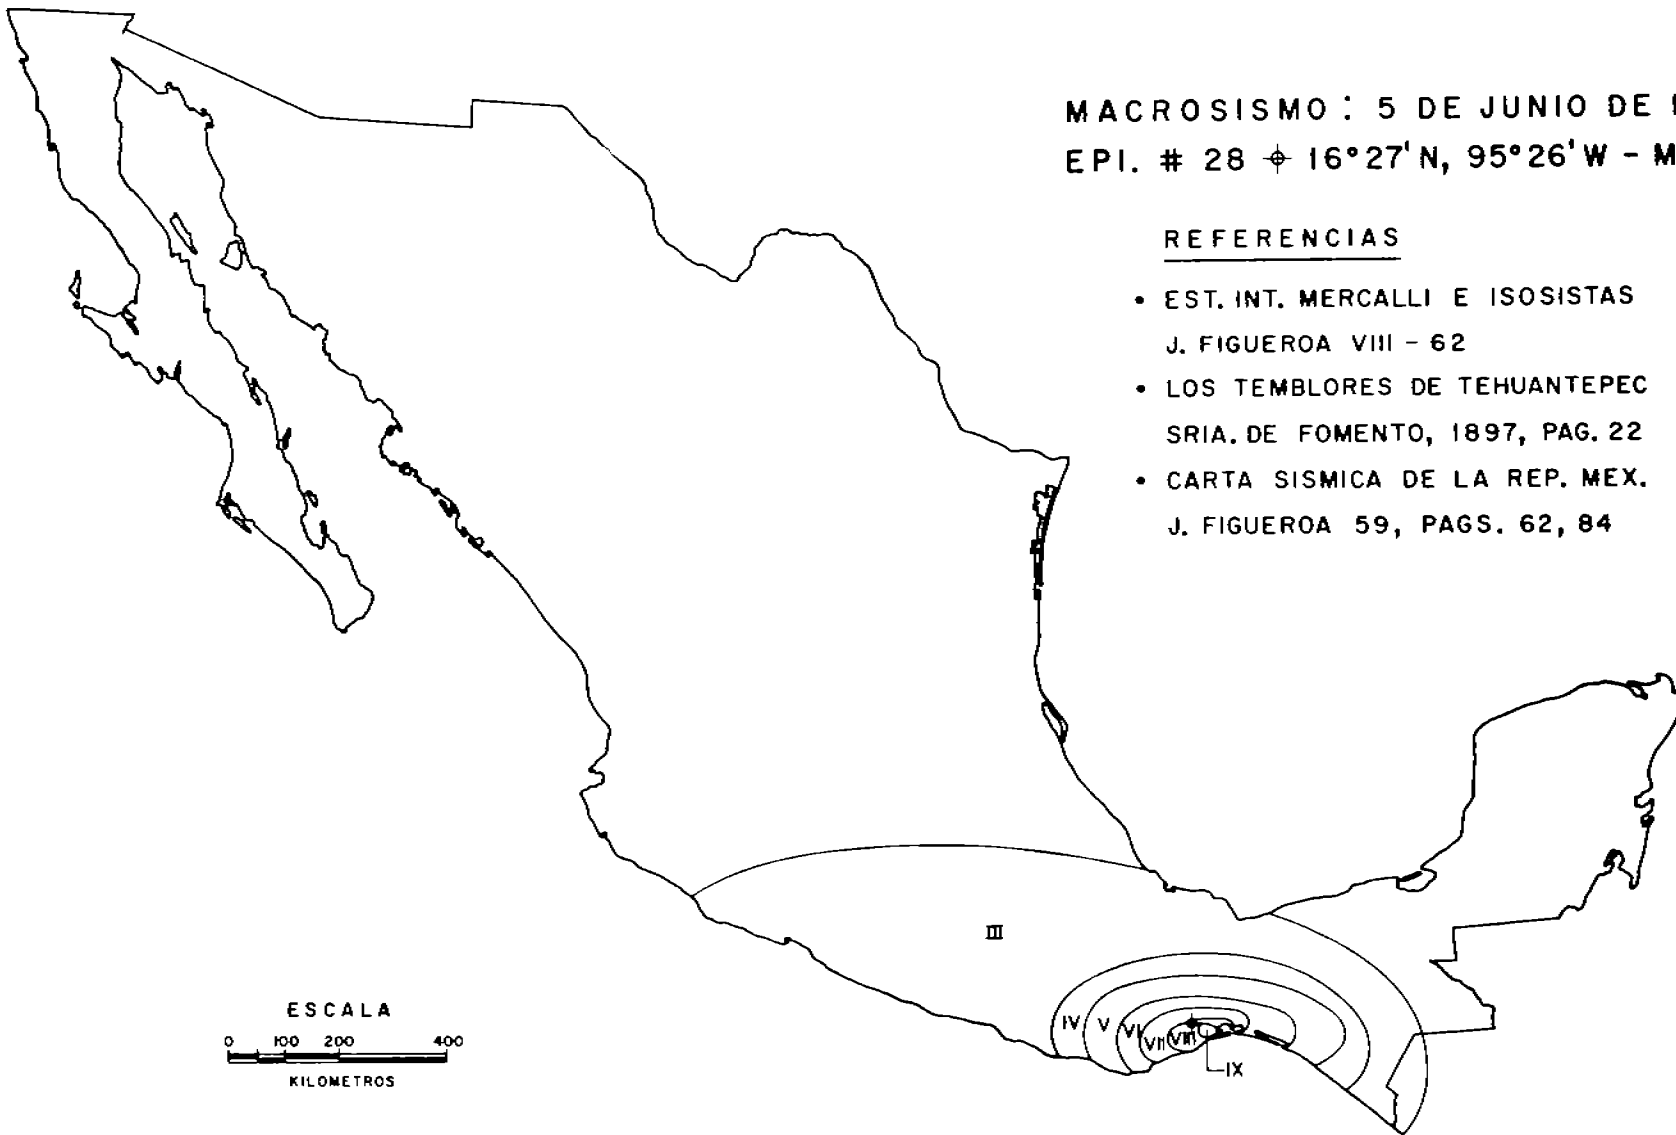 MACROSISMO: 5 DE JUNIO DE
EPI. # 28 16°27'N, 95°26'W - M
REFERENCIAS
• EST. INT. MERCALLI E ISOSISTAS
J. FIGUEROA VIII - 62
• LOS TEMBLORES DE TEHUANTEPEC
SRIA. DE FOMENTO, 1897, PAG. 22
• CARTA SISMICA DE LA REP. MEX.
J. FIGUEROA 59, PAGS. 62, 84
III
IV V VI VII VIII
IX
ESCALA
0 100 200 400
KILOMETROS